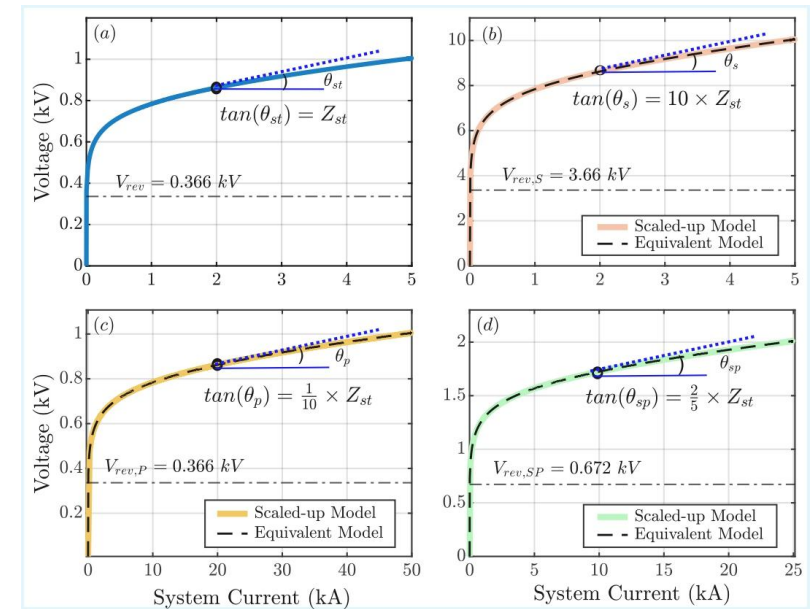 (a)
Voltage (kV)
1
0.8
0.6
0.4
0.2
0
θst
tan(θst) = Zst
Vrev = 0.366 kV
0 1 2 3 4 5
(b)
10
8
6
4
2
0
θs
tan(θs) = 10 × Zst
Vrev,S = 3.66 kV
Scaled-up Model
Equivalent Model
0 1 2 3 4 5
(c)
Voltage (kV)
1
0.8
0.6
0.4
0.2
θp
tan(θp) = 1/10 × Zst
Vrev,P = 0.366 kV
Scaled-up Model
Equivalent Model
0 10 20 30 40 50
System Current (kA)
(d)
2
1.5
1
0.5
0
θsp
tan(θsp) = 2/5 × Zst
Vrev,SP = 0.672 kV
Scaled-up Model
Equivalent Model
0 5 10 15 20 25
System Current (kA)